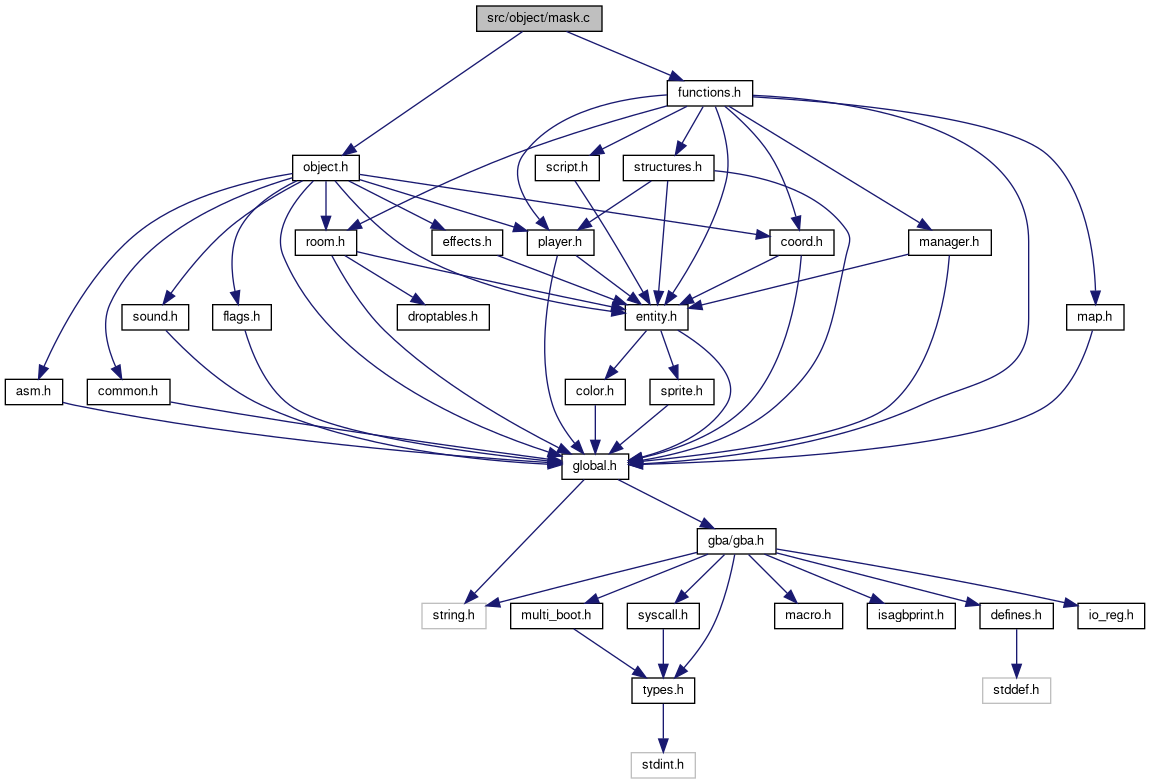 src/object/mask.c
functions.h
object.h
script.h
structures.h
room.h
effects.h
player.h
coord.h
manager.h
sound.h
flags.h
droptables.h
entity.h
map.h
asm.h
common.h
color.h
sprite.h
global.h
gba/gba.h
string.h
multi_boot.h
syscall.h
macro.h
isagbprint.h
defines.h
io_reg.h
types.h
stddef.h
stdint.h